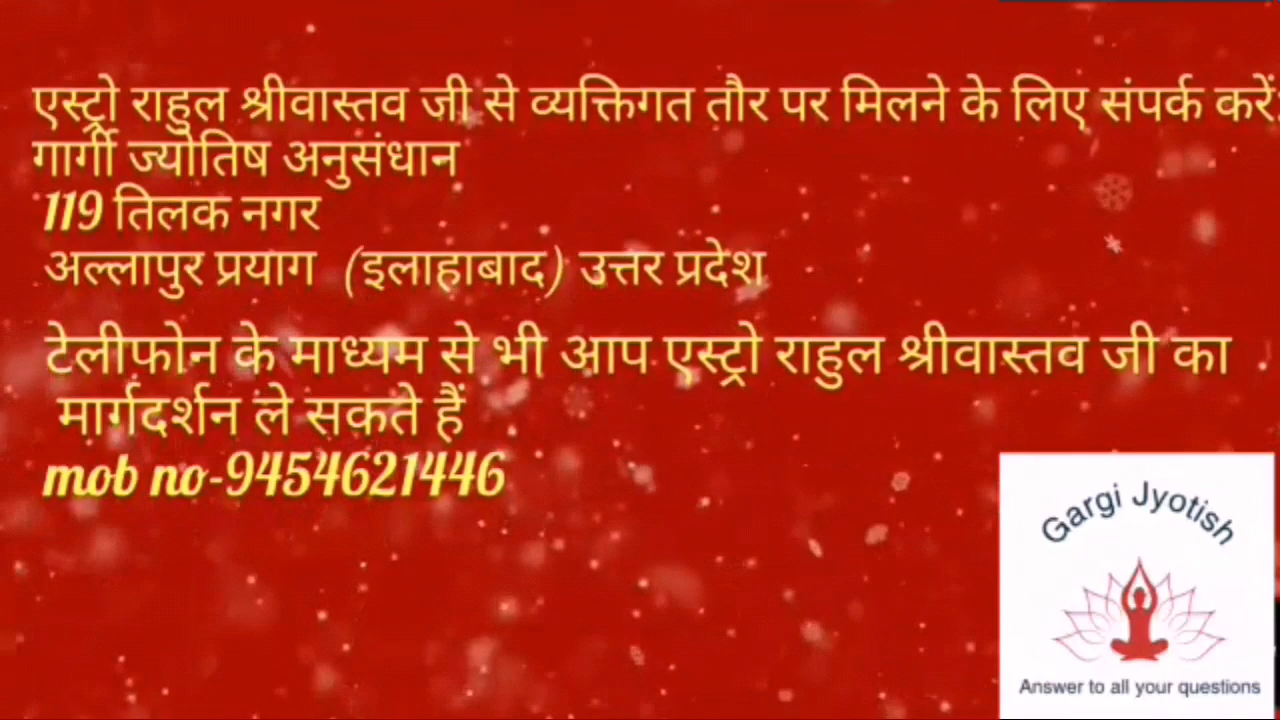 एस्ट्रो राहुल श्रीवास्तव जी से व्यक्तिगत तौर पर मिलने के लिए संपर्क करें:
गार्गी ज्योतिष अनुसंधान
119 तिलक नगर
अल्लापुर प्रयाग (इलाहाबाद) उत्तर प्रदेश
टेलीफोन के माध्यम से भी आप एस्ट्रो राहुल श्रीवास्तव जी का
मार्गदर्शन ले सकते हैं
mob no-9454621446
Gargi Jyotish
Answer to all your questions